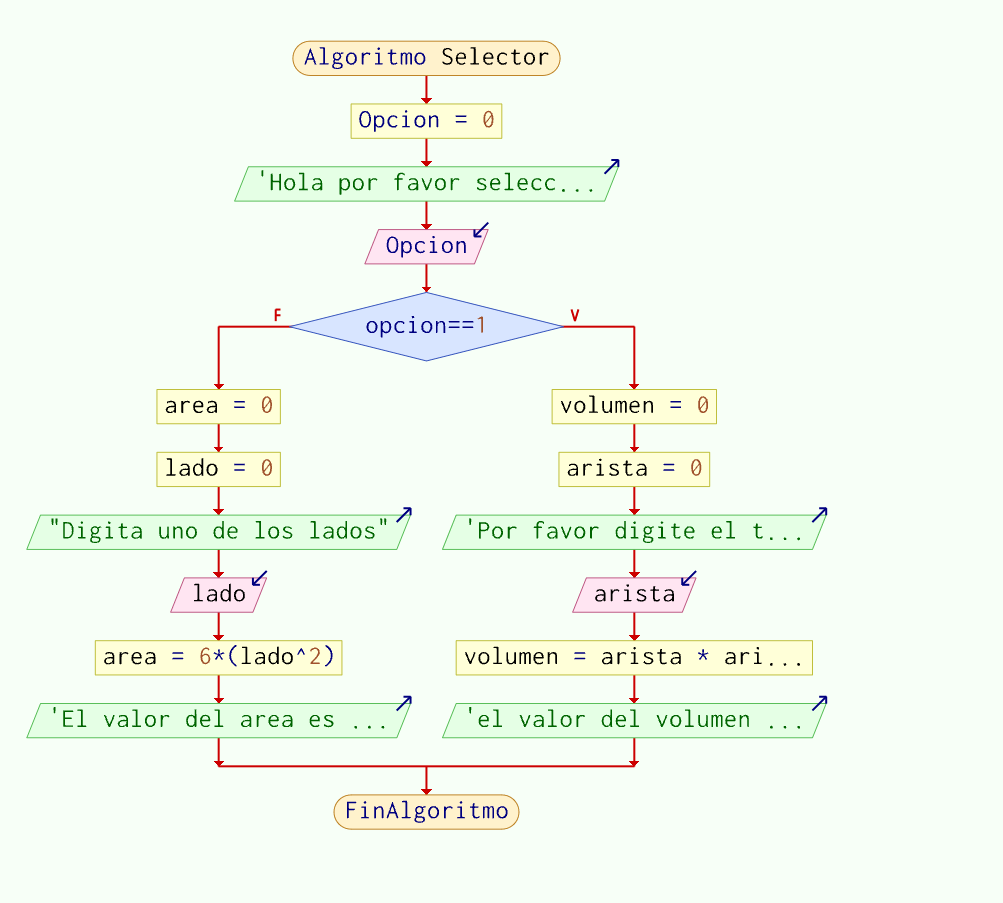 Algoritmo Selector
Opcion = 0
'Hola por favor selecc...
Opcion
opcion==1
F
V
area = 0
lado = 0
"Digita uno de los lados"
lado
area = 6*(lado^2)
'El valor del area es ...
volumen = 0
arista = 0
'Por favor digite el t...
arista
volumen = arista * ari...
'el valor del volumen ...
FinAlgoritmo